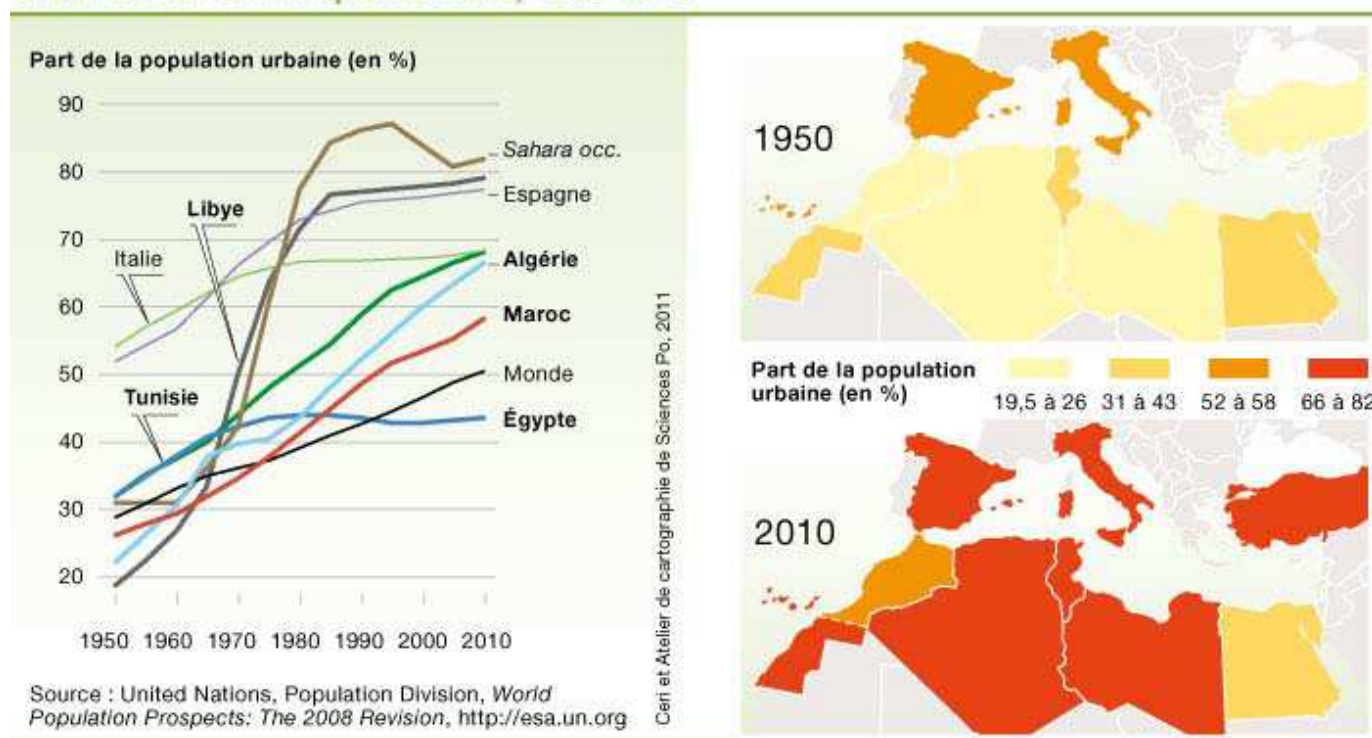 Part de la population urbaine (en %)
90
80
70
60
50
40
30
20
1950 1960 1970 1980 1990 2000 2010
Sahara occ.
Espagne
Libye
Italie
Algérie
Maroc
Monde
Tunisie
Égypte
Source : United Nations, Population Division, World
Population Prospects: The 2008 Revision, http://esa.un.org
Ceri et Atelier de cartographie de Sciences Po, 2011
1950
Part de la population
urbaine (en %)
19,5 à 26 31 à 43 52 à 58 66 à 82
2010